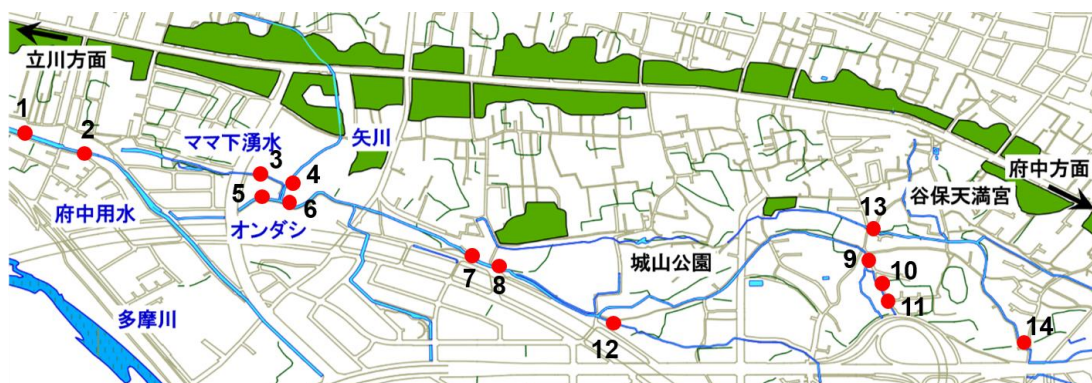 立川方面
1
2
ママ下湧水
矢川
3
4
5
6
府中用水
オンダシ
多摩川
7
8
城山公園
12
13
9
10
11
14
谷保天満宮
府中方面